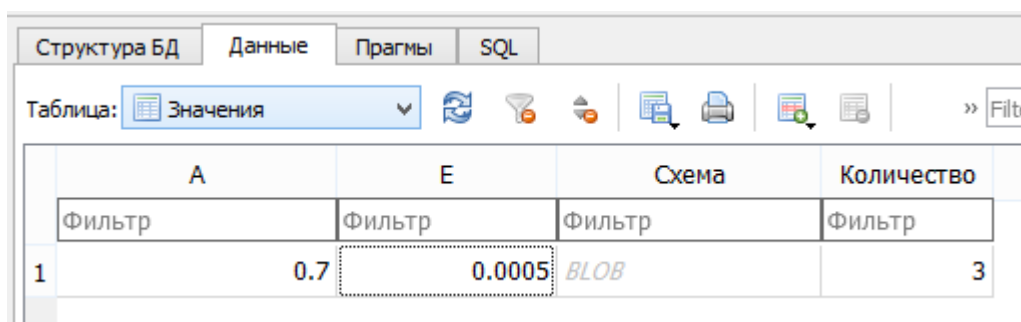 Структура БД Данные Прагмы SQL
Таблица: Значения » Filt
A E Схема Количество
Фильтр Фильтр Фильтр Фильтр
1 0.7 0.0005 BLOB 3